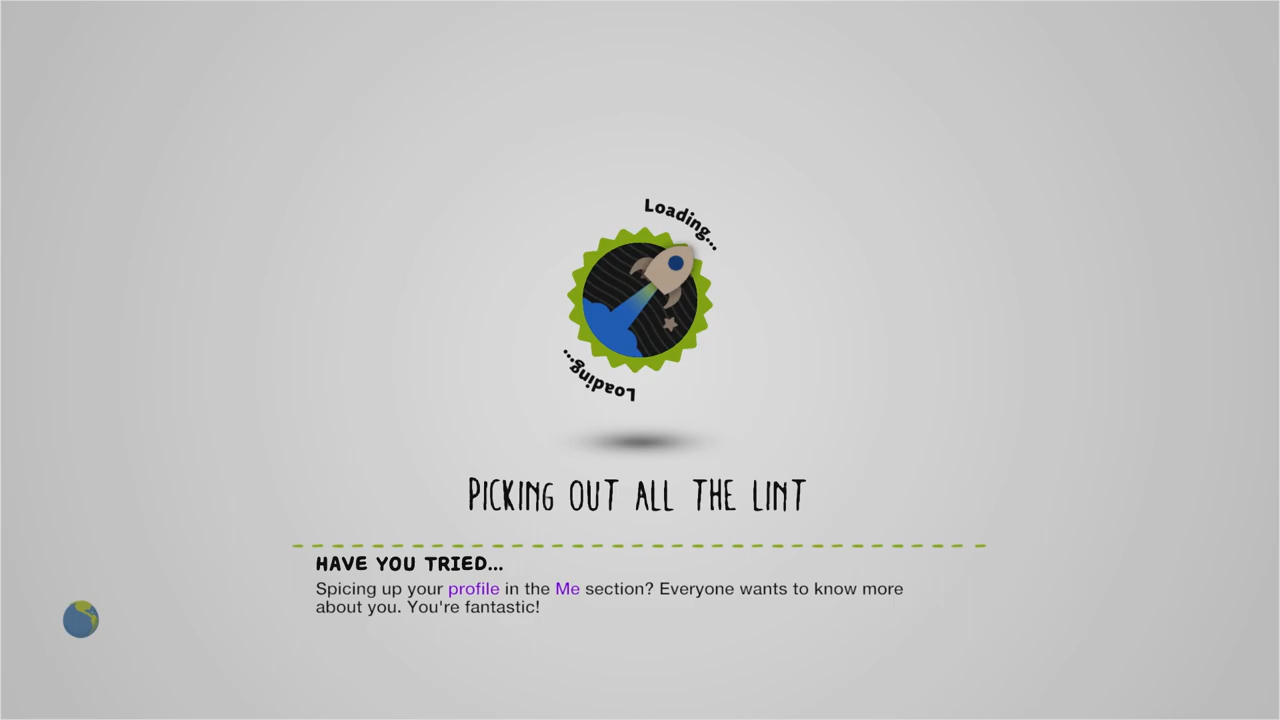 Loading...
Loading...
PICKING OUT ALL THE LINT
HAVE YOU TRIED...
Spicing up your profile in the Me section? Everyone wants to know more
about you. You're fantastic!